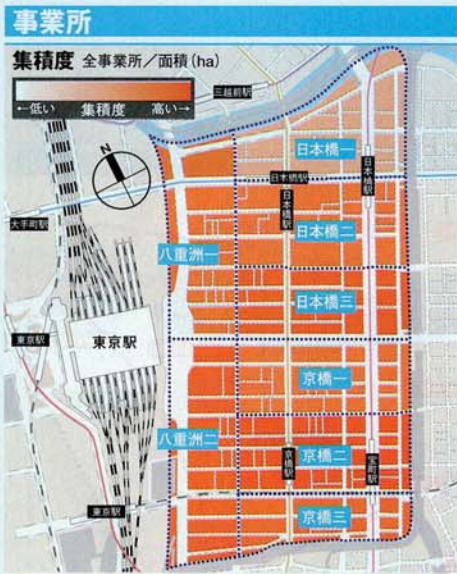 事業所
集積度 全事業所／面積(ha)
←低い 集積度 高い→
三越前駅
N
日本橋一
日本橋駅
日本橋駅
日本橋駅
大手町駅
日本橋二
八重洲一
日本橋三
東京駅
東京駅
京橋一
八重洲二
京橋二
京橋駅
宝町駅
東京駅
京橋三